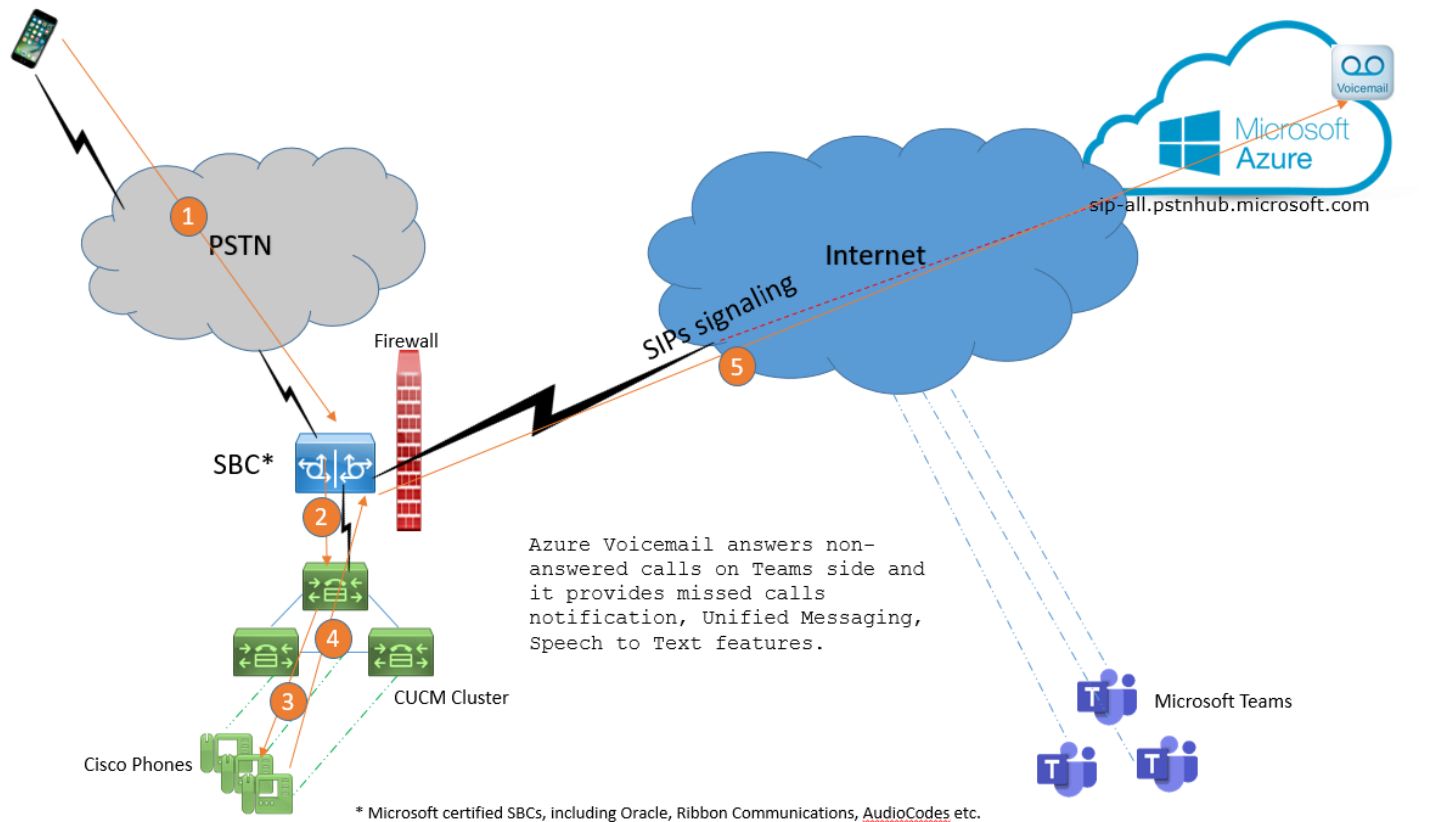 Voicemail
Microsoft
Azure
sip-all.pstnhub.microsoft.com
1
PSTN
Internet
SIPs signaling
Firewall
5
SBC*
2
Azure Voicemail answers non-
answered calls on Teams side and
it provides missed calls
notification, Unified Messaging,
Speech to Text features.
4
3
CUCM Cluster
Cisco Phones
T
Microsoft Teams
T
T
* Microsoft certified SBCs, including Oracle, Ribbon Communications, AudioCodes etc.